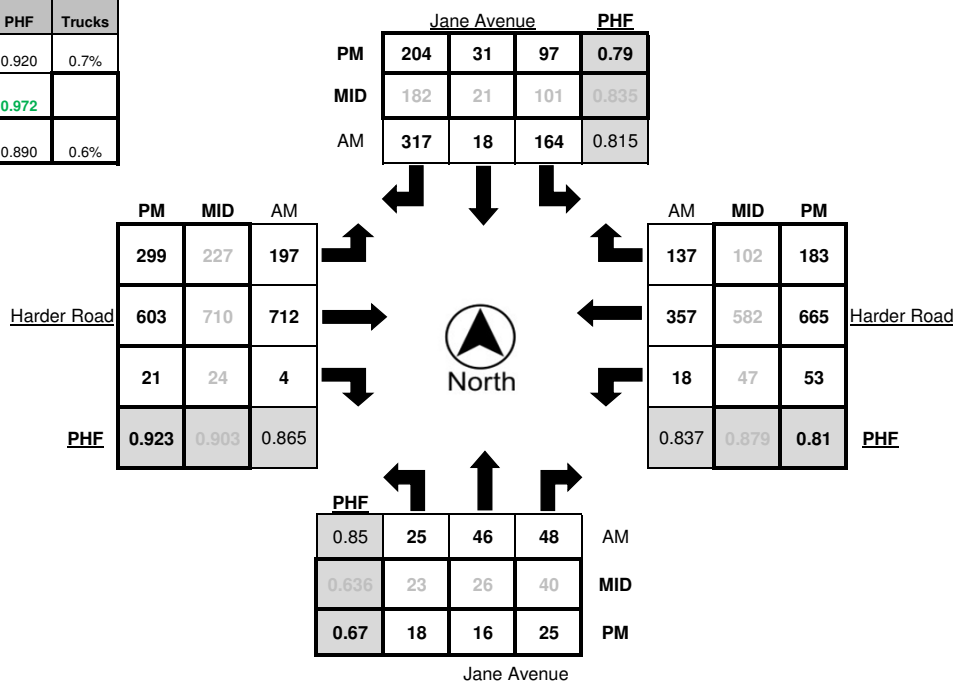 PHF Trucks
0.920 0.7%
0.972
0.890 0.6%
Jane Avenue PHF
PM 204 31 97 0.79
MID 182 21 101 0.835
AM 317 18 164 0.815
PM MID AM
299 227 197
Harder Road 603 710 712
21 24 4
PHF 0.923 0.903 0.865
North
AM MID PM
137 102 183
357 582 665 Harder Road
18 47 53
0.837 0.879 0.81 PHF
PHF
0.85 25 46 48 AM
0.636 23 26 40 MID
0.67 18 16 25 PM
Jane Avenue